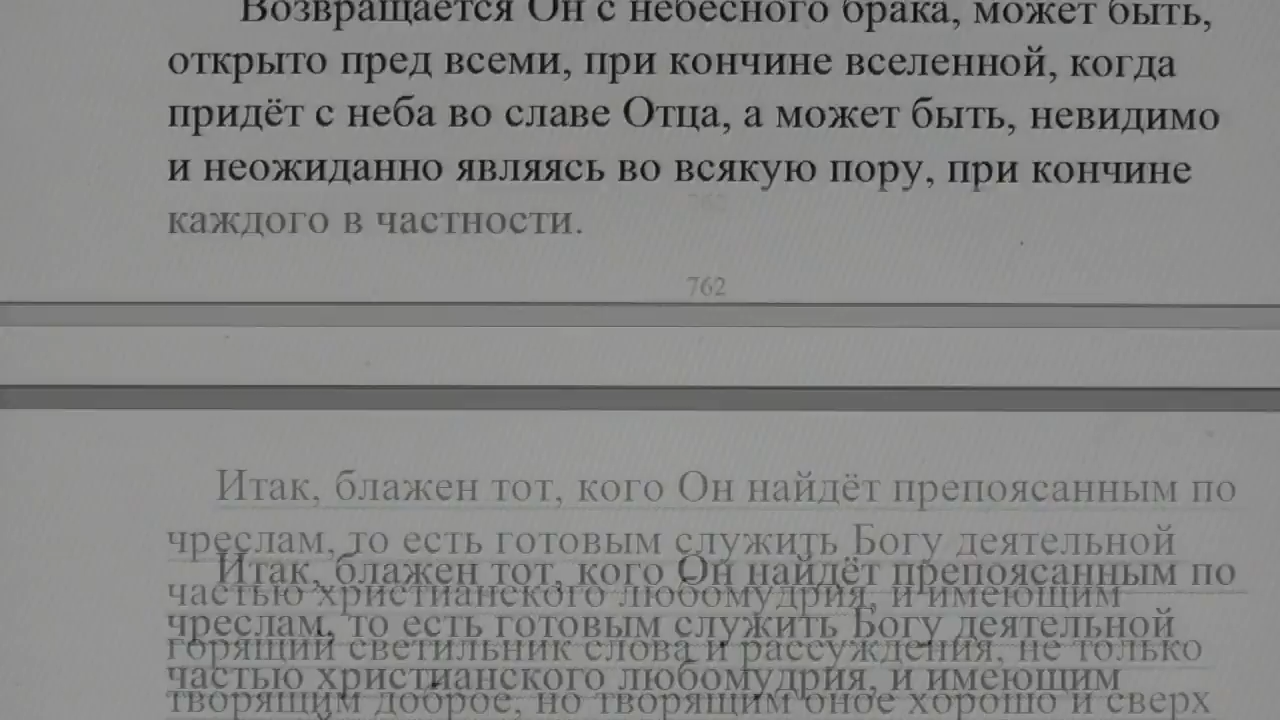 Возвращается Он с небесного брака, может быть,
открыто пред всеми, при кончине вселенной, когда
придёт с неба во славе Отца, а может быть, невидимо
и неожиданно являясь во всякую пору, при кончине
каждого в частности.
762
Итак, блажен тот, кого Он найдёт препоясанным по
чреслам, то есть готовым служить Богу деятельной
Итак, блажен тот, кого Он найдёт препоясанным по
частью христианского любомудрия, и имеющим
чреслам, то есть готовым служить Богу деятельной
горящий светильник слова и рассуждения, не только
частью христианского любомудрия, и имеющим
творящим доброе, но творящим оное хорошо и сверх